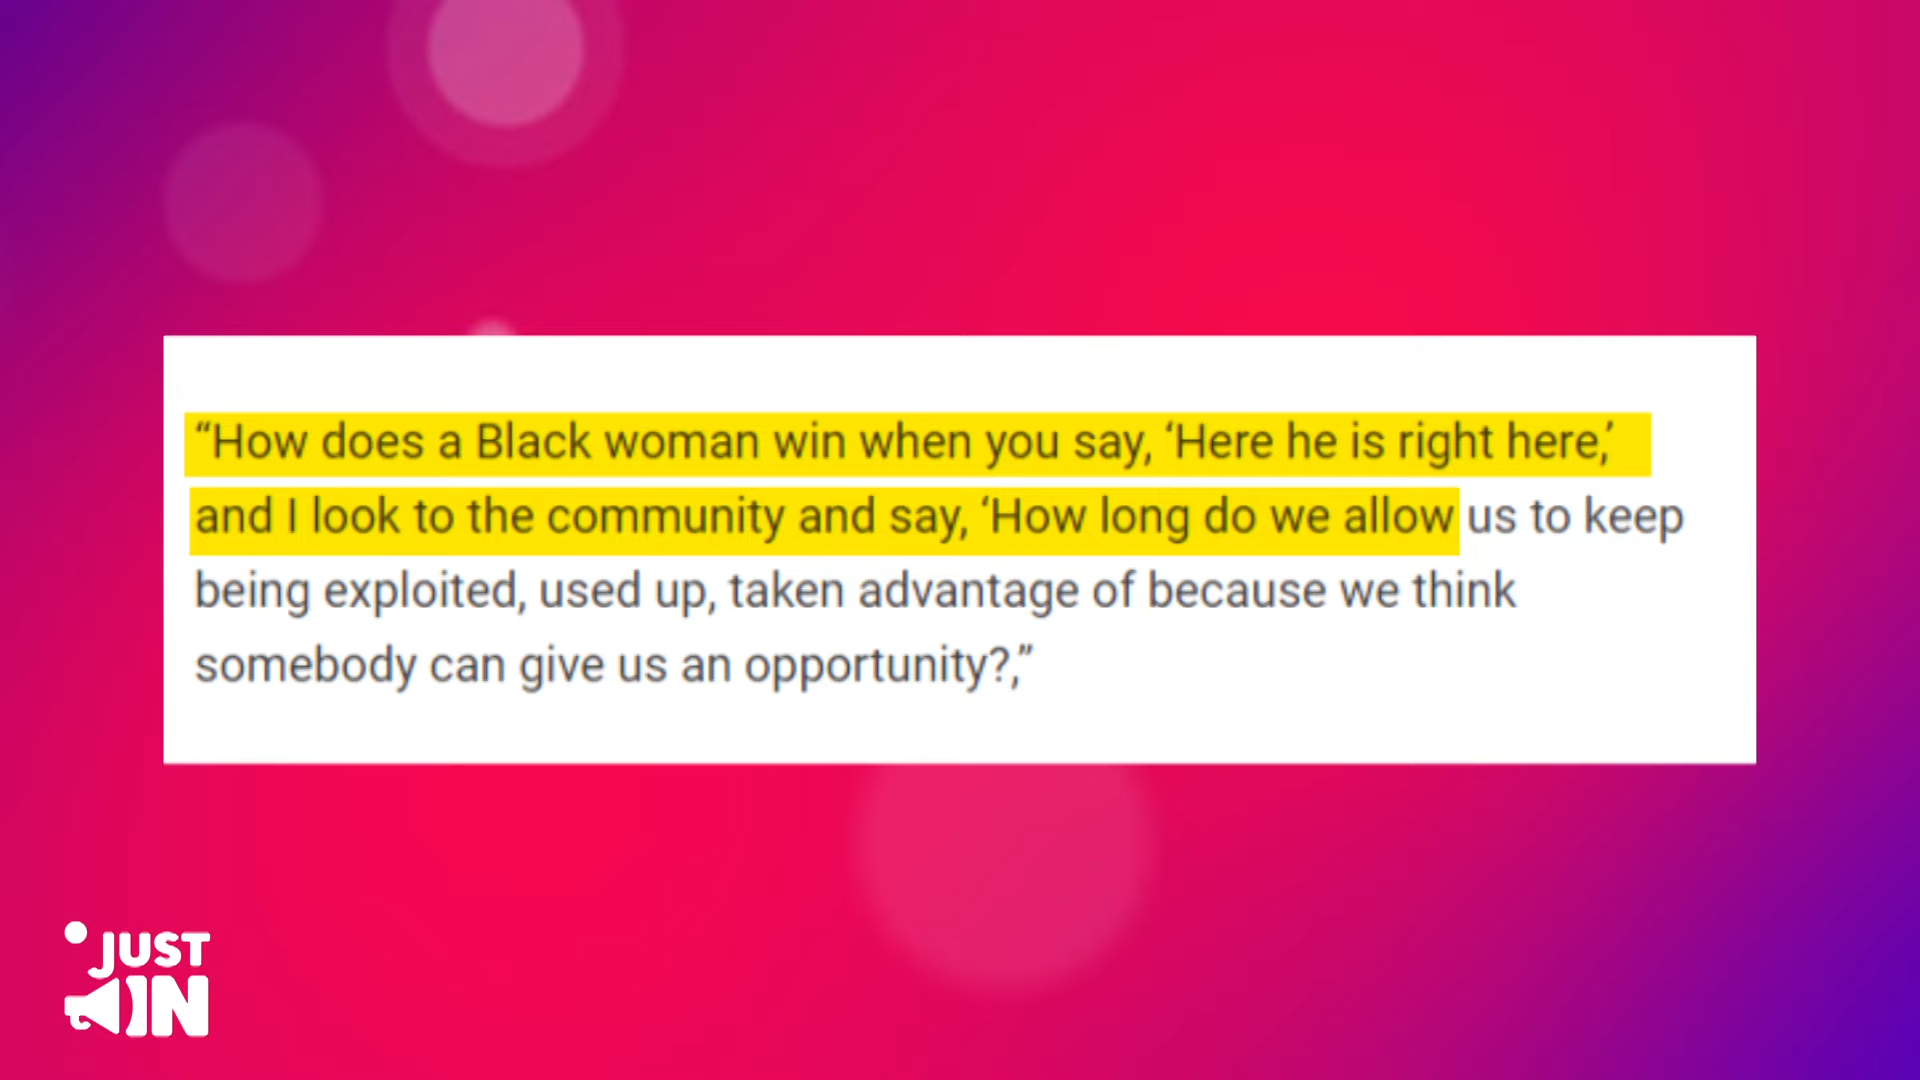 “How does a Black woman win when you say, ‘Here he is right here,’
and I look to the community and say, ‘How long do we allow us to keep
being exploited, used up, taken advantage of because we think
somebody can give us an opportunity?,”
JUST
IN